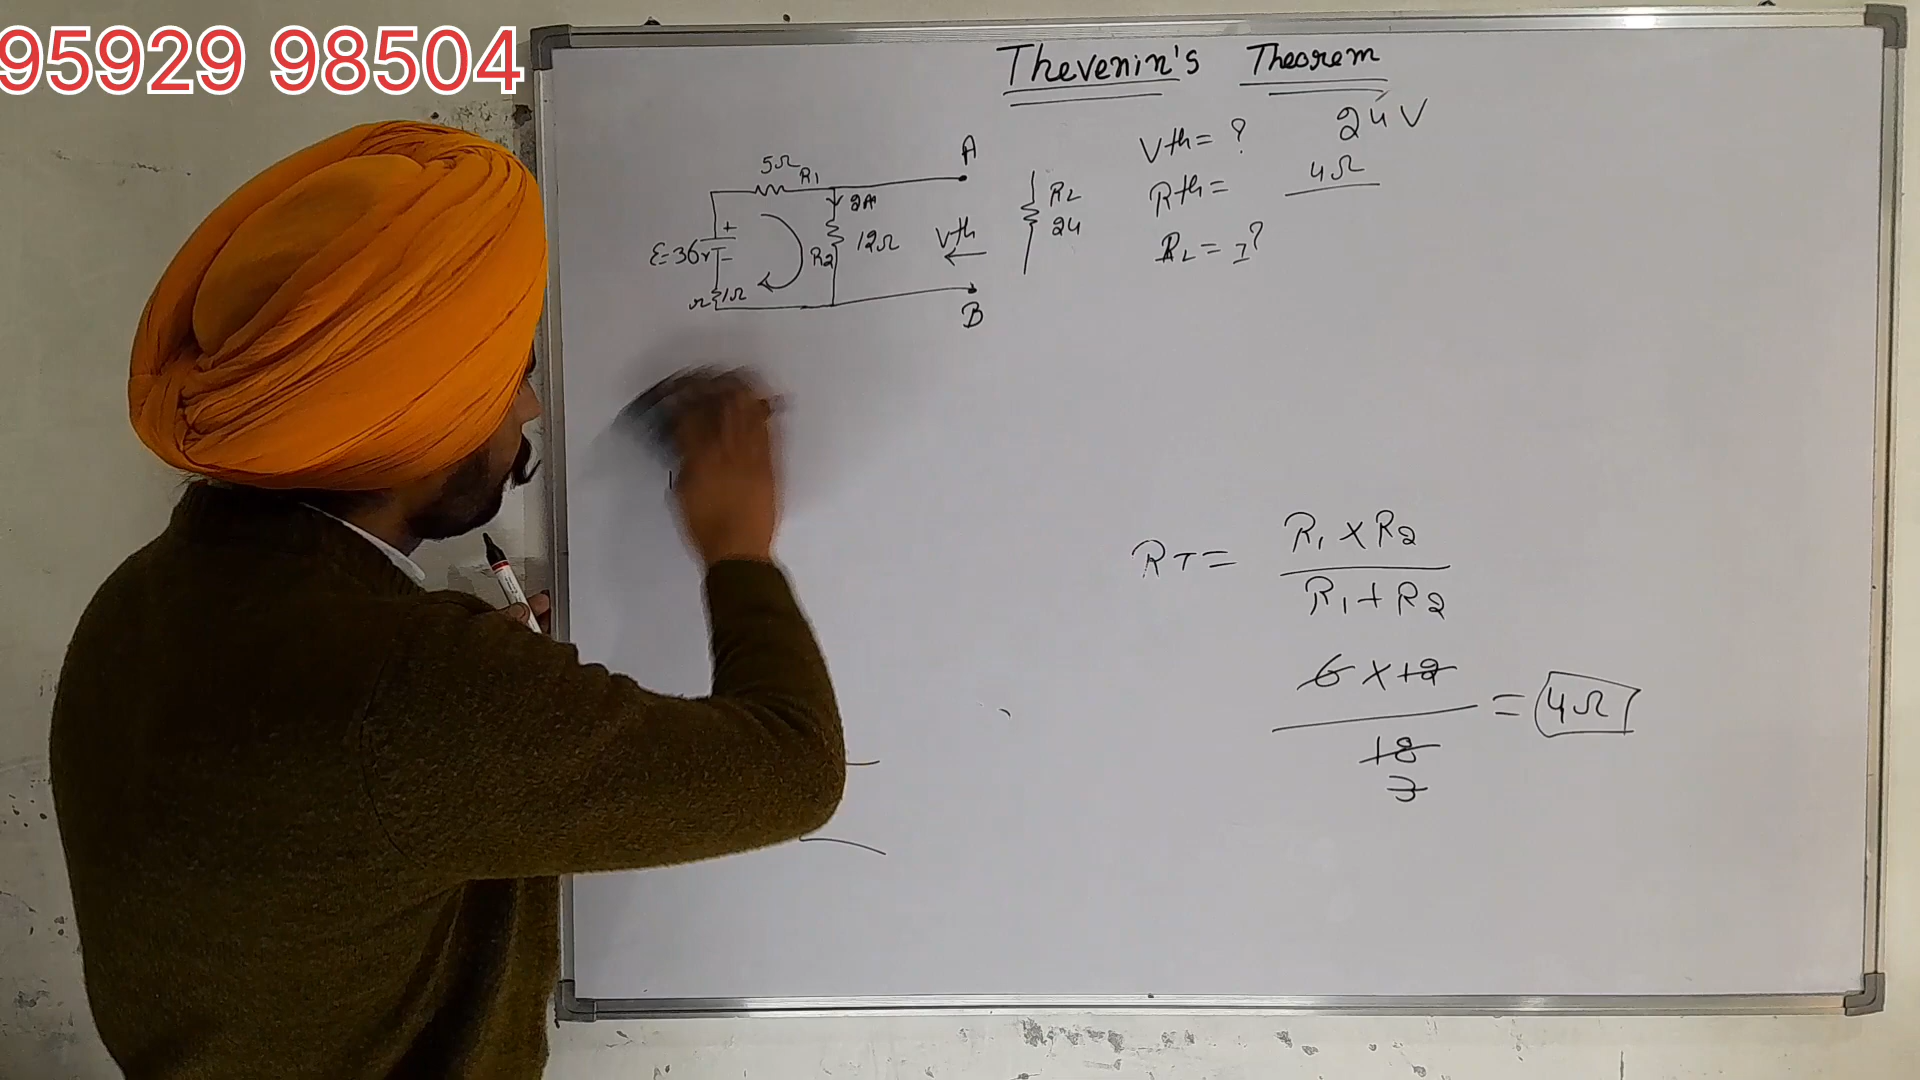 95929 98504
Thevenin's Theorem
Vth = ? 24 V
Rth = 4Ω
RL = I?
5Ω
R1
A
2A
12Ω
R2
E=36v
+
-
r 1Ω
Vth
B
RL
24
RT = R1 x R2
R1 + R2
6 x 12
18
3
= 4Ω